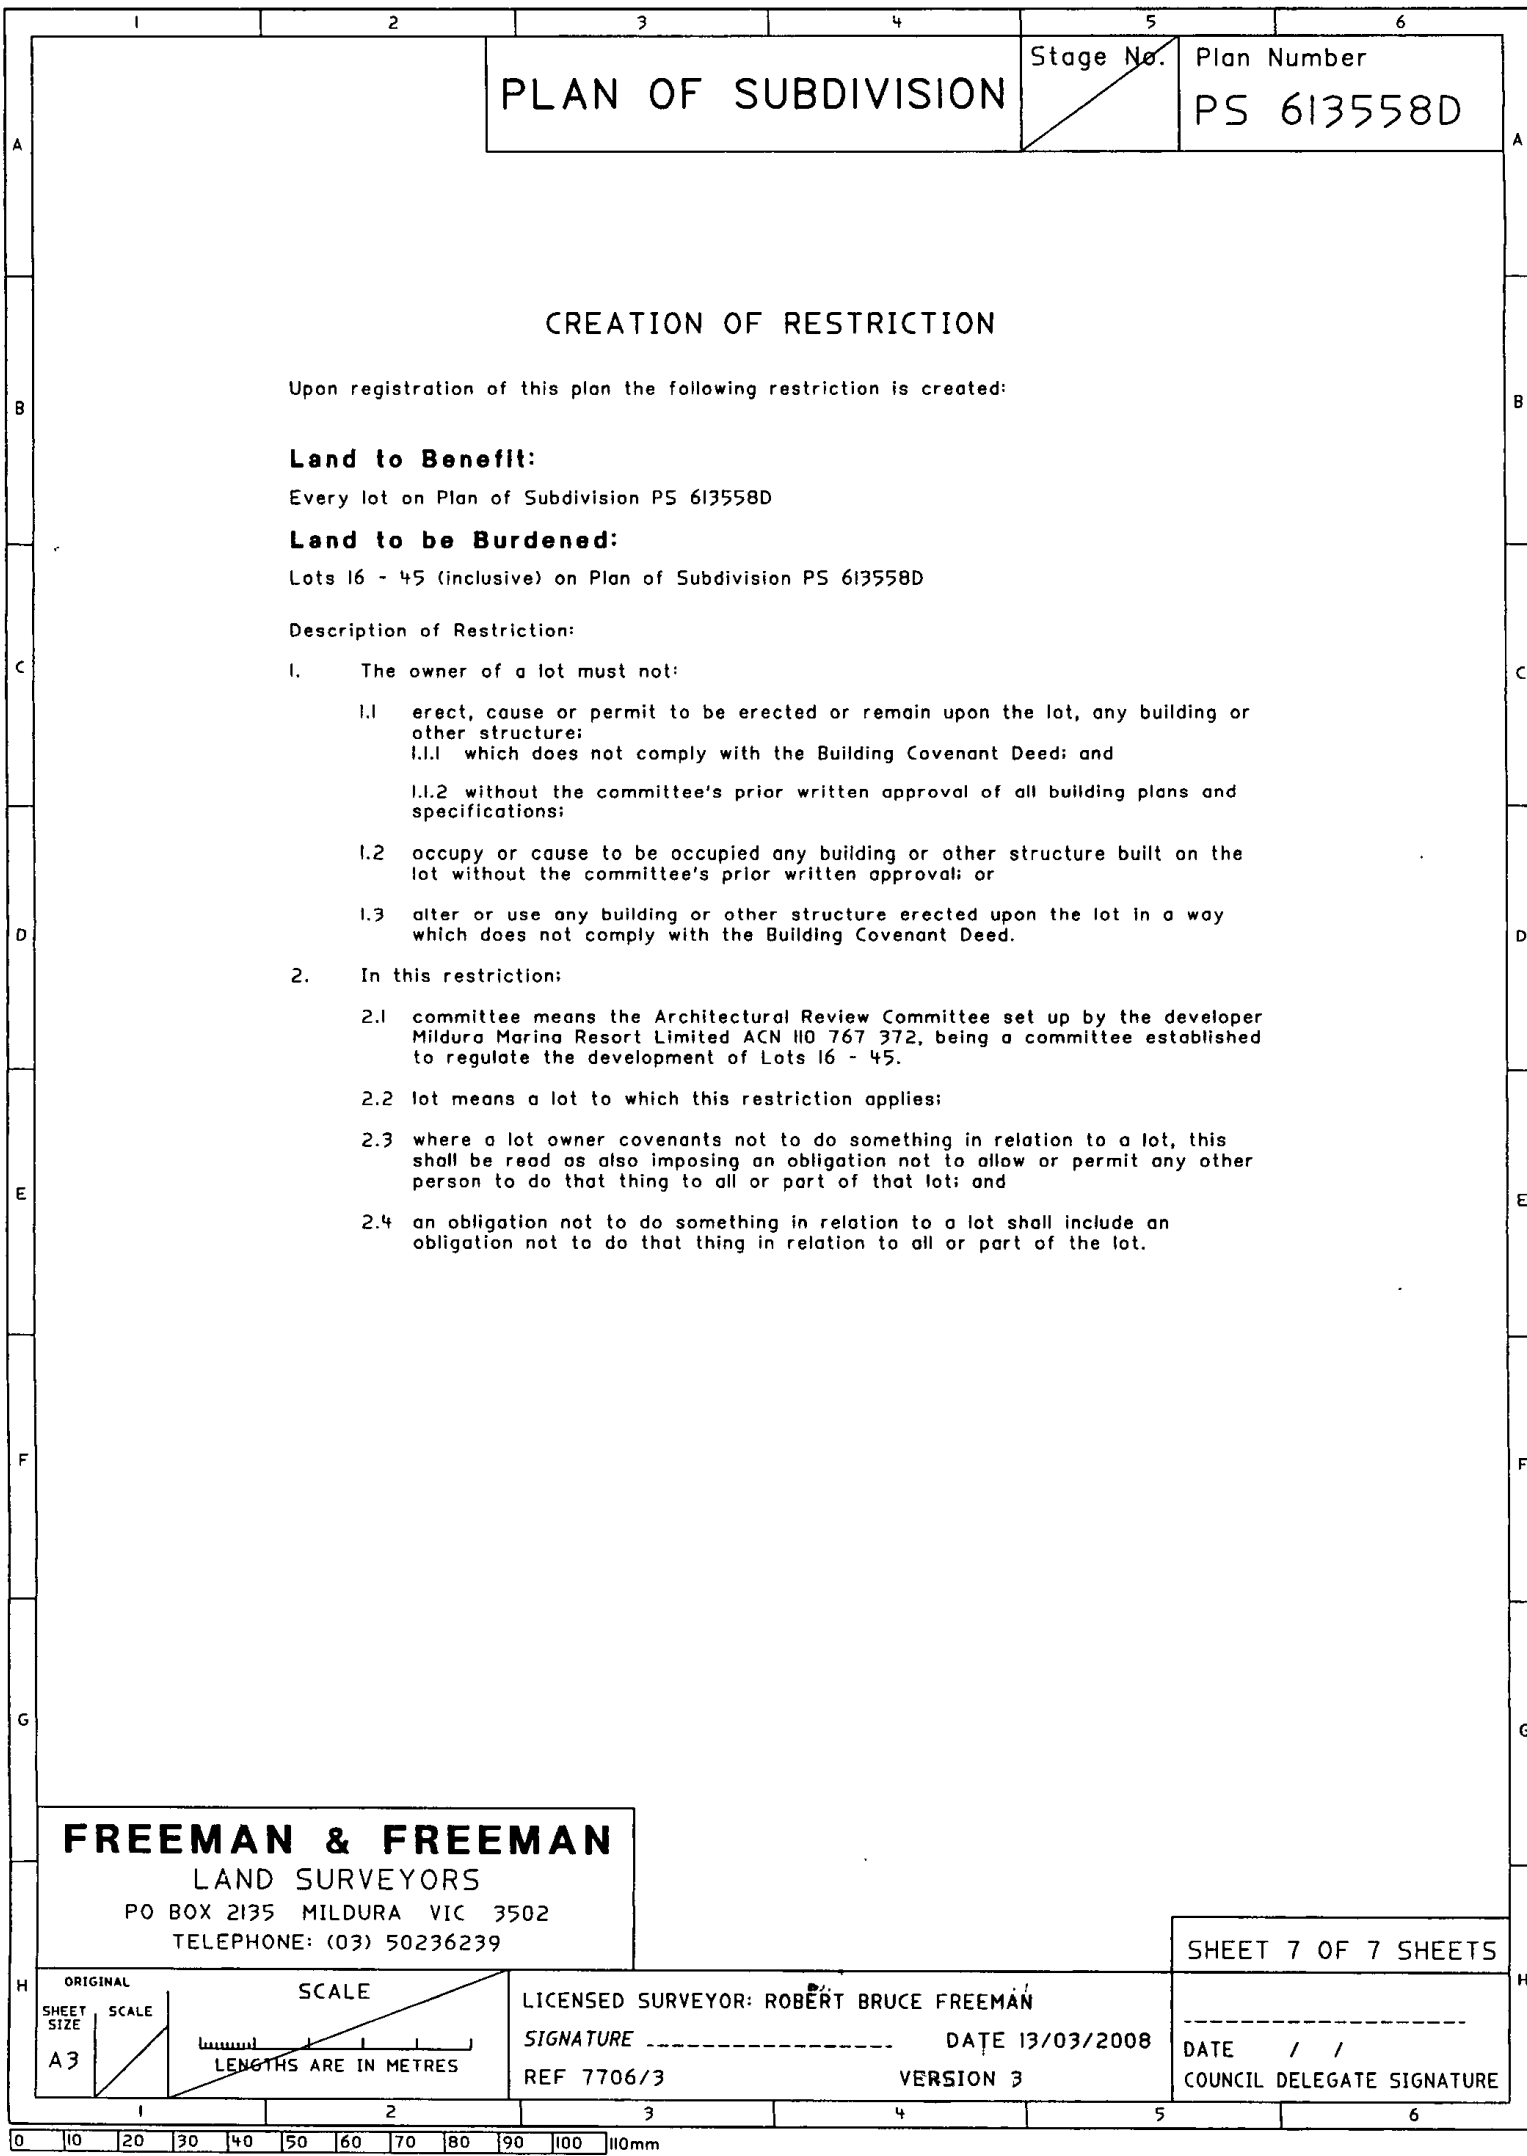 1 2 3 4 5 6
PLAN OF SUBDIVISION
Stage No.
Plan Number
PS 613558D
A A
CREATION OF RESTRICTION
Upon registration of this plan the following restriction is created:
B B
Land to Benefit:
Every lot on Plan of Subdivision PS 613558D
Land to be Burdened:
Lots 16 - 45 (inclusive) on Plan of Subdivision PS 613558D
Description of Restriction:
C C
1. The owner of a lot must not:
1.1 erect, cause or permit to be erected or remain upon the lot, any building or
other structure;
1.1.1 which does not comply with the Building Covenant Deed; and
1.1.2 without the committee's prior written approval of all building plans and
specifications;
1.2 occupy or cause to be occupied any building or other structure built on the
lot without the committee's prior written approval; or
1.3 alter or use any building or other structure erected upon the lot in a way
which does not comply with the Building Covenant Deed.
D D
2. In this restriction;
2.1 committee means the Architectural Review Committee set up by the developer
Mildura Marina Resort Limited ACN 110 767 372, being a committee established
to regulate the development of Lots 16 - 45.
2.2 lot means a lot to which this restriction applies;
2.3 where a lot owner covenants not to do something in relation to a lot, this
shall be read as also imposing an obligation not to allow or permit any other
person to do that thing to all or part of that lot; and
E E
2.4 an obligation not to do something in relation to a lot shall include an
obligation not to do that thing in relation to all or part of the lot.
F F
G G
FREEMAN & FREEMAN
LAND SURVEYORS
PO BOX 2135 MILDURA VIC 3502
TELEPHONE: (03) 50236239
SHEET 7 OF 7 SHEETS
H H
ORIGINAL
SHEET SIZE
SCALE
A3
SCALE
LENGTHS ARE IN METRES
LICENSED SURVEYOR: ROBERT BRUCE FREEMAN
SIGNATURE DATE 13/03/2008
REF 7706/3 VERSION 3
DATE / /
COUNCIL DELEGATE SIGNATURE
1 2 3 4 5 6
0 10 20 30 40 50 60 70 80 90 100 110mm